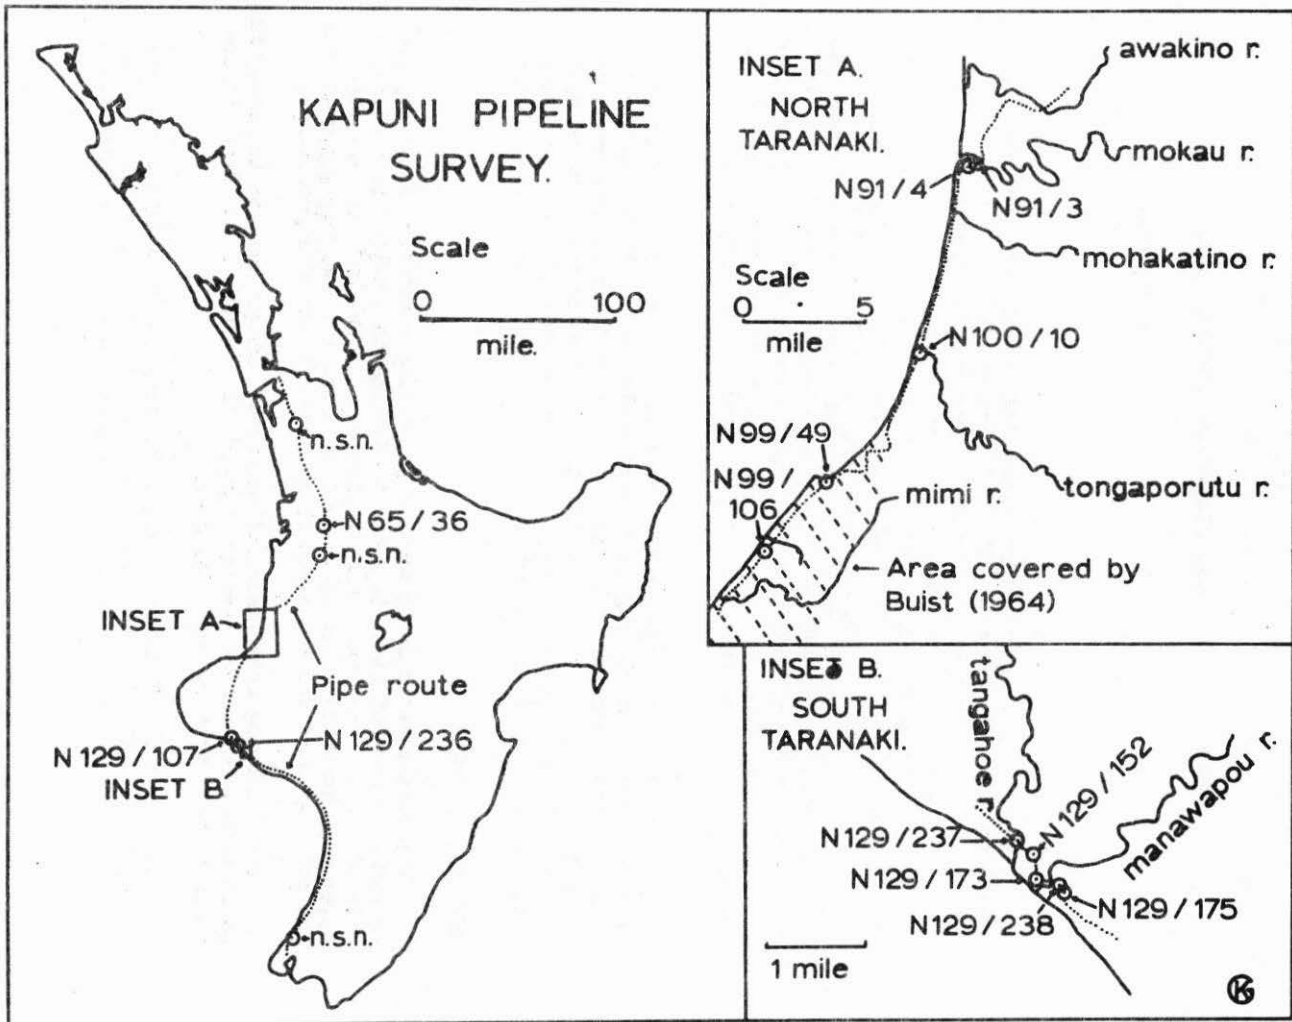 KAPUNI PIPELINE
SURVEY.
Scale
0 100
mile.
n.s.n.
N65/36
n.s.n.
INSET A
Pipe route
N129/107
N129/236
INSET B
n.s.n.
INSET A.
NORTH
TARANAKI.
awakino r.
mokau r.
N91/4
N91/3
mohakatino r.
Scale
0 5
mile
N100/10
N99/49
N99/
106
mimi r.
tongaporutu r.
Area covered by
Buist (1964)
INSET B.
SOUTH
TARANAKI.
tangahoe r.
N129/152
manawapou r.
N129/237
N129/173
N129/238
N129/175
1 mile